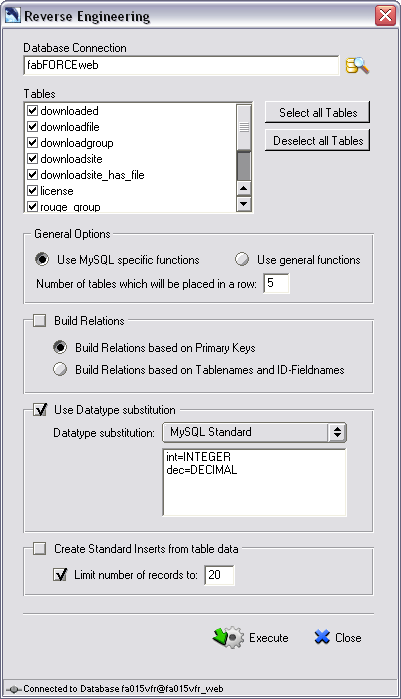 Reverse Engineering
Database Connection
fabFORCEweb
Tables
downloaded
downloadfile
downloadgroup
downloadsite
downloadsite_has_file
license
rouge_group
Select all Tables
Deselect all Tables
General Options
Use MySQL specific functions
Use general functions
Number of tables which will be placed in a row: 5
Build Relations
Build Relations based on Primary Keys
Build Relations based on Tablenames and ID-Fieldnames
Use Datatype substitution
Datatype substitution: MySQL Standard
int=INTEGER
dec=DECIMAL
Create Standard Inserts from table data
Limit number of records to: 20
Execute
Close
Connected to Database fa015vfr@fa015vfr_web